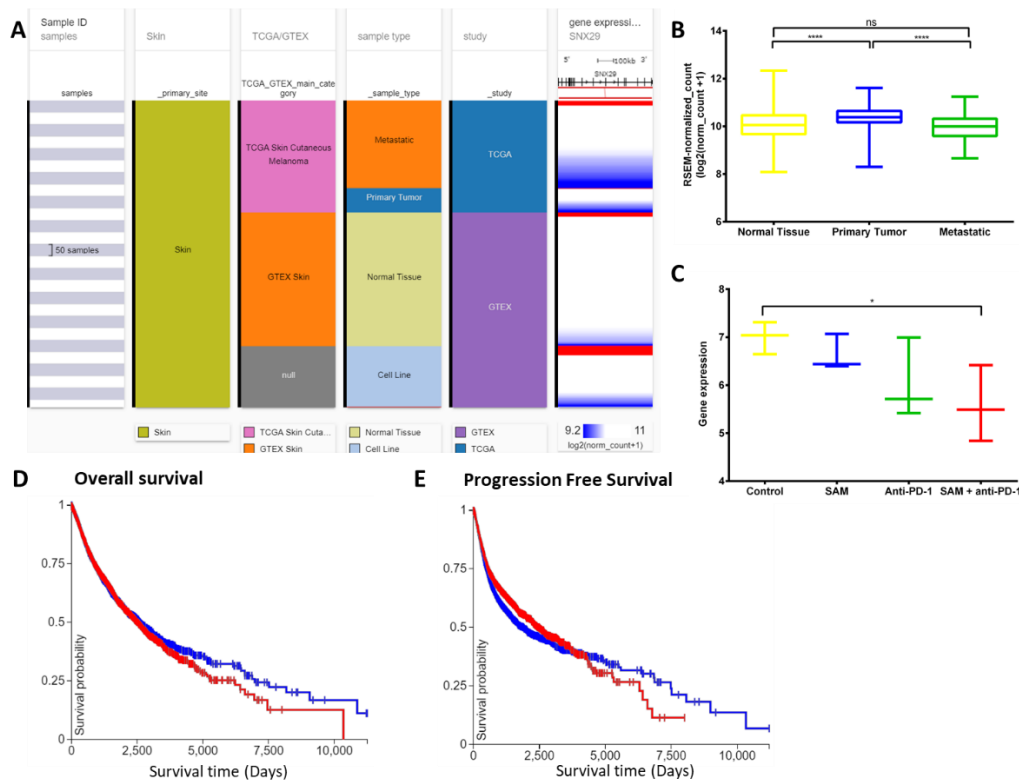 A
Sample ID
samples
Skin
TCGA/GTEX
sample type
study
gene expressi...
SNX29
5'
100kb
3'
SNX29
samples
_primary_site
TCGA_GTEX_main_cate
gory
_sample_type
_study
50 samples
Skin
TCGA Skin Cutaneous
Melanoma
GTEX Skin
null
Metastatic
Primary Tumor
Normal Tissue
Cell Line
TCGA
GTEX
Skin
TCGA Skin Cuta...
GTEX Skin
Normal Tissue
Cell Line
GTEX
TCGA
9.2
11
log2(norm_count+1)
B
ns
****
****
RSEM-normalized_count
(log2(norm_count +1)
14
12
10
8
6
Normal Tissue
Primary Tumor
Metastatic
C
*
Gene expression
8
7
6
5
4
Control
SAM
Anti-PD-1
SAM + anti-PD-1
D
Overall survival
1
0.75
0.5
0.25
0
Survival probability
2,500
5,000
7,500
10,000
Survival time (Days)
E
Progression Free Survival
1
0.75
0.5
0.25
0
Survival probability
2,500
5,000
7,500
10,000
Survival time (Days)